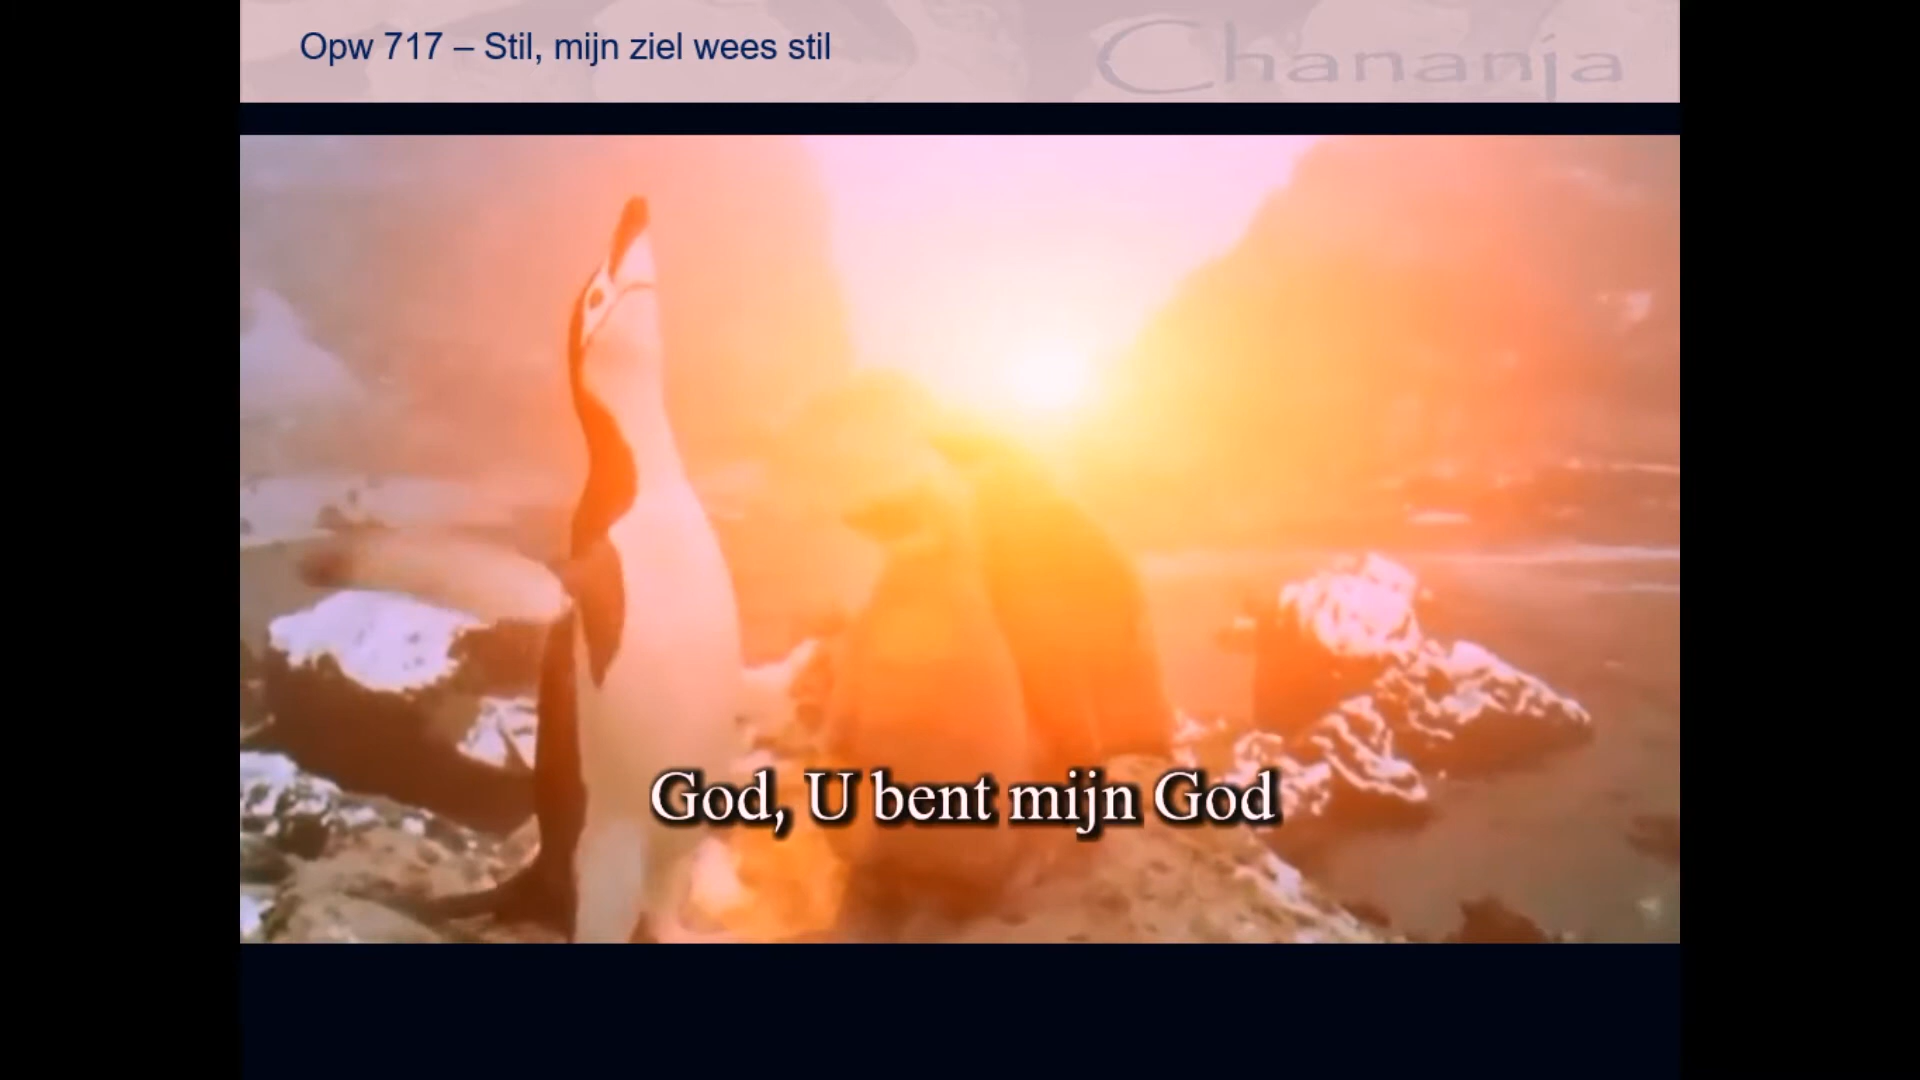 Opw 717 – Stil, mijn ziel wees stil
Chananja
God, U bent mijn God